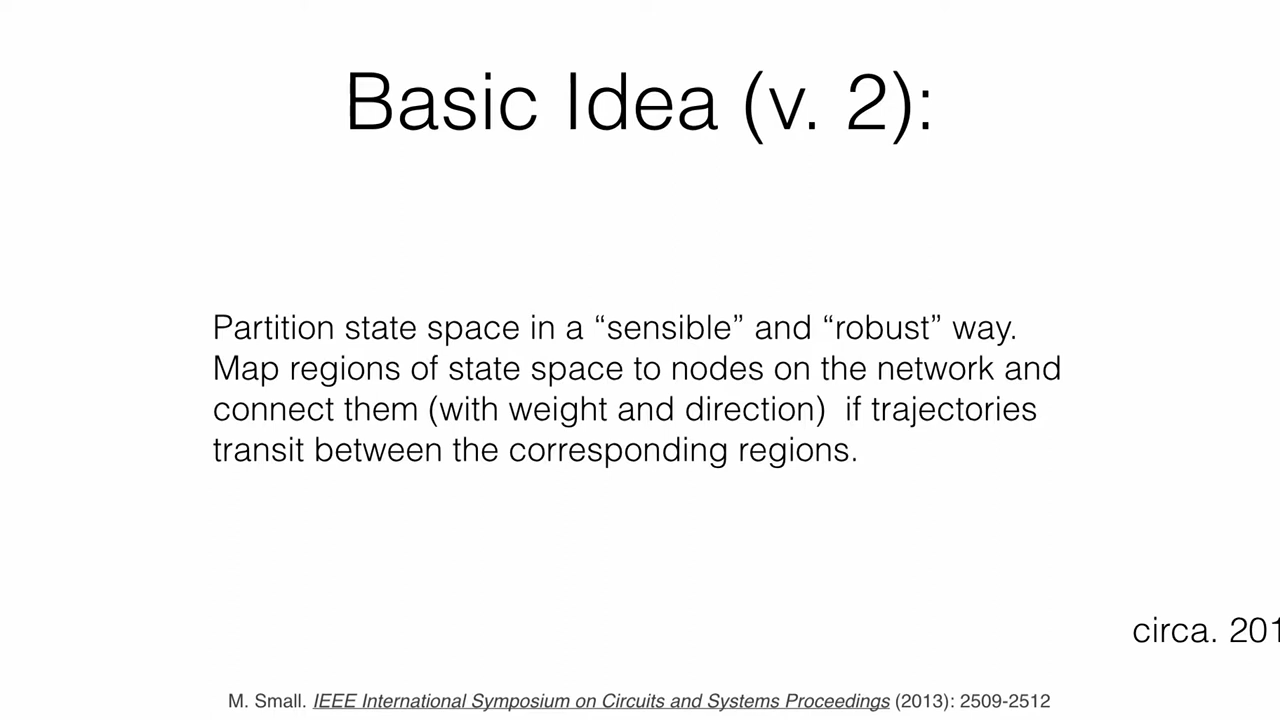 Basic Idea (v. 2):
Partition state space in a “sensible” and “robust” way.
Map regions of state space to nodes on the network and
connect them (with weight and direction)  if trajectories
transit between the corresponding regions.
circa.
M. Small. IEEE International Symposium on Circuits and Systems Proceedings (2013): 2509-2512